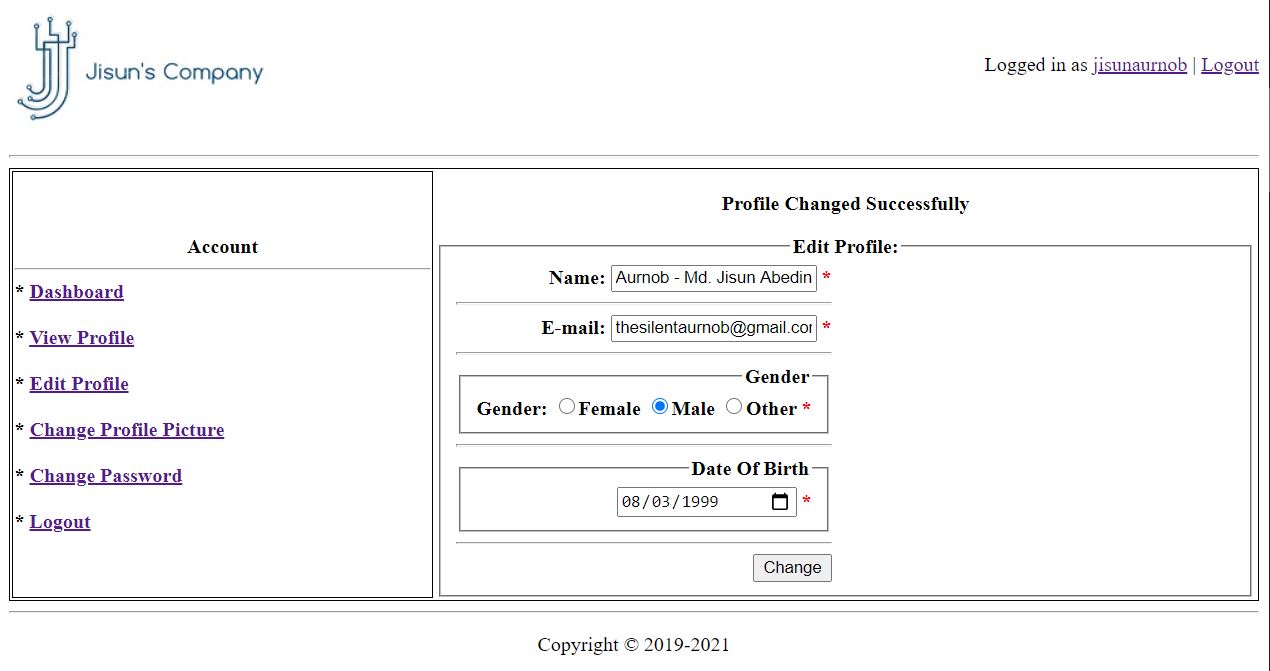 Jisun's Company
Logged in as jisunaurnob | Logout
Account
* Dashboard
* View Profile
* Edit Profile
* Change Profile Picture
* Change Password
* Logout
Profile Changed Successfully
Edit Profile:
Name: Aurnob - Md. Jisun Abedin *
E-mail: thesilentaurnob@gmail.com *
Gender
Gender: Female Male Other *
Date Of Birth
08/03/1999 *
Change
Copyright © 2019-2021